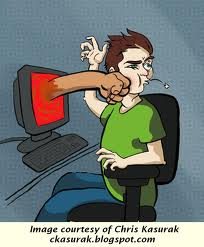 Image courtesy of Chris Kasurak
ckasurak.blogspot.com